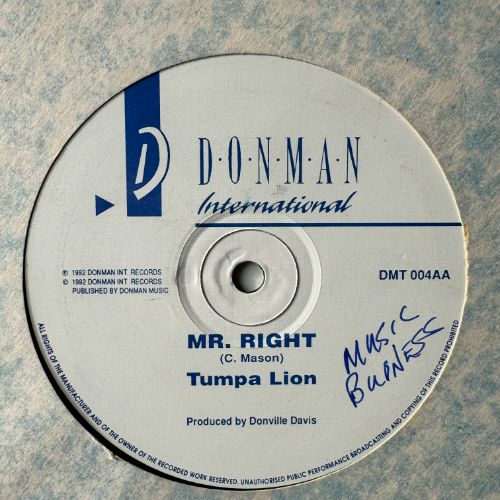 D
D·O·N·M·A·N
International
℗ 1992 DONMAN INT. RECORDS
© 1992 DONMAN INT. RECORDS
PUBLISHED BY DONMAN MUSIC
DMT 004AA
MR. RIGHT
(C. Mason)
Tumpa Lion
MUSIC
BUPNESS
Produced by Donville Davis
ALL RIGHTS OF THE MANUFACTURER AND OF THE OWNER OF THE RECORDED WORK RESERVED. UNAUTHORISED PUBLIC PERFORMANCE BROADCASTING AND COPYING OF THIS RECORD PROHIBITED